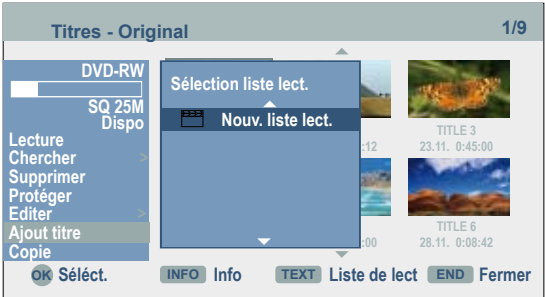 Titres - Original 1/9
DVD-RW
SQ 25M
Dispo
Lecture
Chercher >
Supprimer
Protéger
Editer >
Ajout titre
Copie
Sélection liste lect.
Nouv. liste lect.
:12
TITLE 3
23.11. 0:45:00
:00
TITLE 6
28.11. 0:08:42
OK Séléct. INFO Info TEXT Liste de lect END Fermer